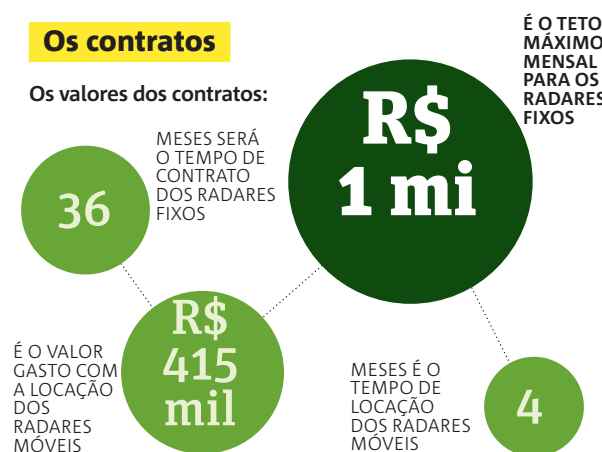 Os contratos
Os valores dos contratos:
36
MESES SERÁ
O TEMPO DE
CONTRATO
DOS RADARES
FIXOS
R$
1 mi
É O TETO
MÁXIMO
MENSAL
PARA OS
RADARES
FIXOS
R$
415
mil
É O VALOR
GASTO COM
A LOCAÇÃO
DOS
RADARES
MÓVEIS
4
MESES É O
TEMPO DE
LOCAÇÃO
DOS RADARES
MÓVEIS